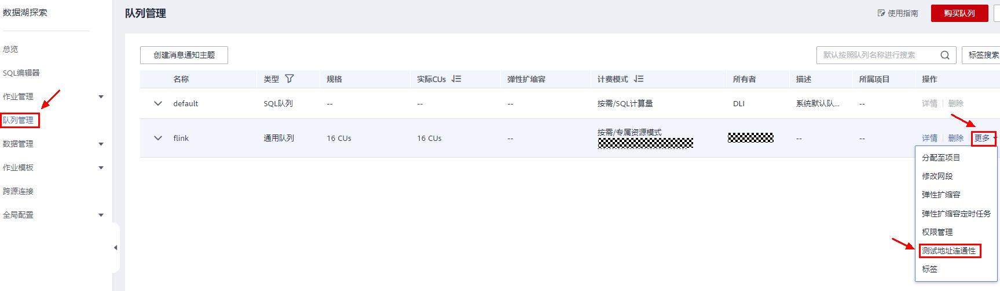 数据湖探索
总览
SQL编辑器
作业管理
队列管理
数据管理
作业模板
跨源连接
全局配置
队列管理
使用指南
购买队列
创建消息通知主题
默认按照队列名称进行搜索
标签搜索
名称 类型 规格 实际CUs 弹性扩缩容 计费模式 所有者 描述 所属项目 操作
default SQL队列 -- -- -- 按需/SQL计算量 DLI 系统默认队... -- 详情 删除
flink 通用队列 16 CUs 16 CUs -- 按需/专属资源模式 -- -- 详情 删除 更多
分配至项目
修改网段
弹性扩缩容
弹性扩缩容定时任务
权限管理
测试地址连通性
标签